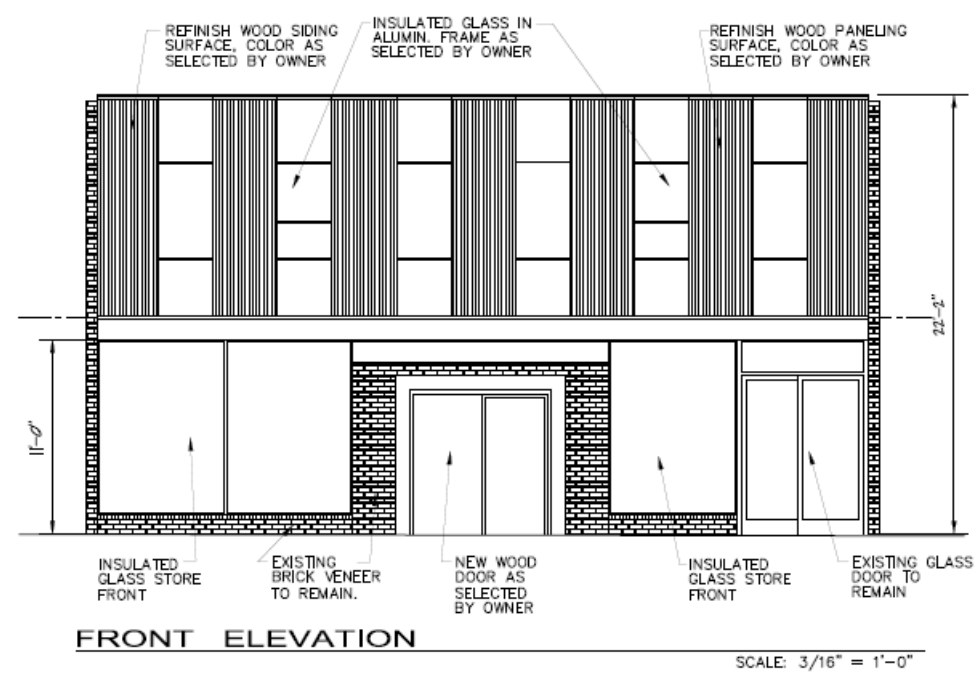 REFINISH WOOD SIDING
SURFACE, COLOR AS
SELECTED BY OWNER
INSULATED GLASS IN
ALUMIN. FRAME AS
SELECTED BY OWNER
REFINISH WOOD PANELING
SURFACE, COLOR AS
SELECTED BY OWNER
22'-2"
11'-0"
INSULATED
GLASS STORE
FRONT
EXISTING
BRICK VENEER
TO REMAIN.
NEW WOOD
DOOR AS
SELECTED
BY OWNER
INSULATED
GLASS STORE
FRONT
EXISTING GLASS
DOOR TO
REMAIN
FRONT ELEVATION
SCALE: 3/16" = 1'-0"